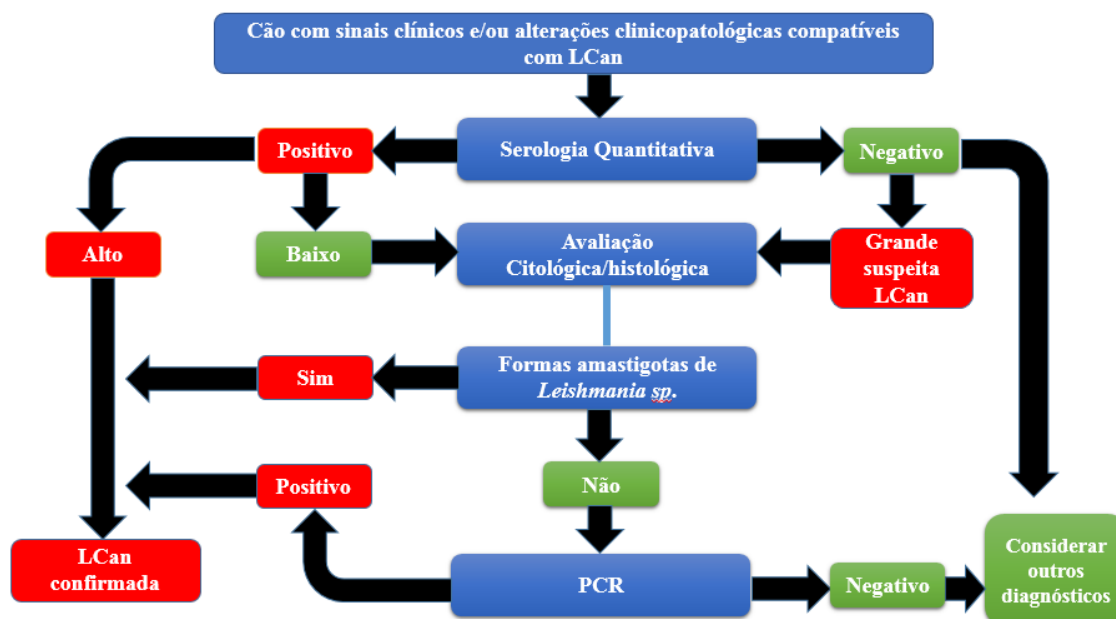 Cão com sinais clínicos e/ou alterações clinicopatológicas compatíveis
com LCan
Positivo
Serologia Quantitativa
Negativo
Alto
Baixo
Avaliação
Citológica/histológica
Grande
suspeita
LCan
Sim
Formas amastigotas de
Leishmania sp.
Positivo
Não
LCan
confirmada
PCR
Negativo
Considerar
outros
diagnósticos